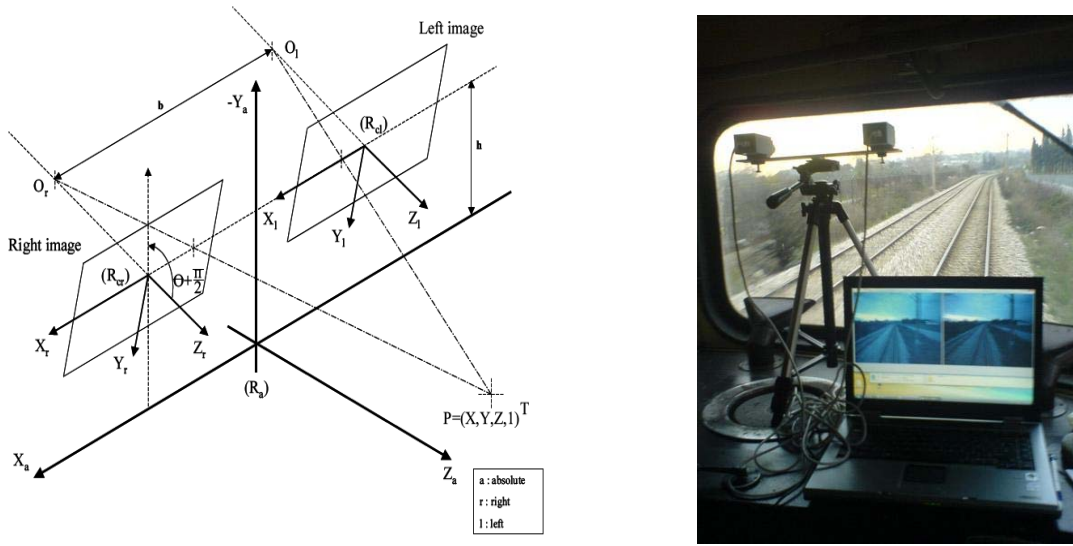 Left image
O_l
b
-Y_a
(R_cl)
h
O_r
X_l
Y_l
Z_l
Right image
(R_cr)
Θ+π/2
X_r
Y_r
Z_r
(R_a)
P=(X,Y,Z,1)^T
X_a
Z_a
a : absolute
r : right
l : left